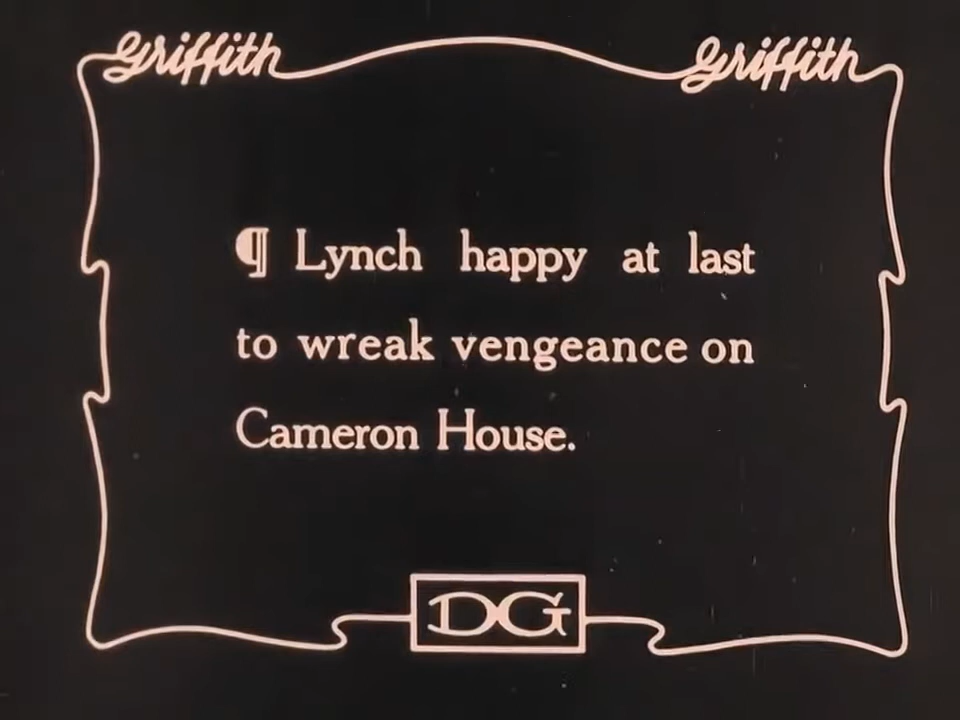 Griffith Griffith
¶ Lynch happy at last
to wreak vengeance on
Cameron House.
DG